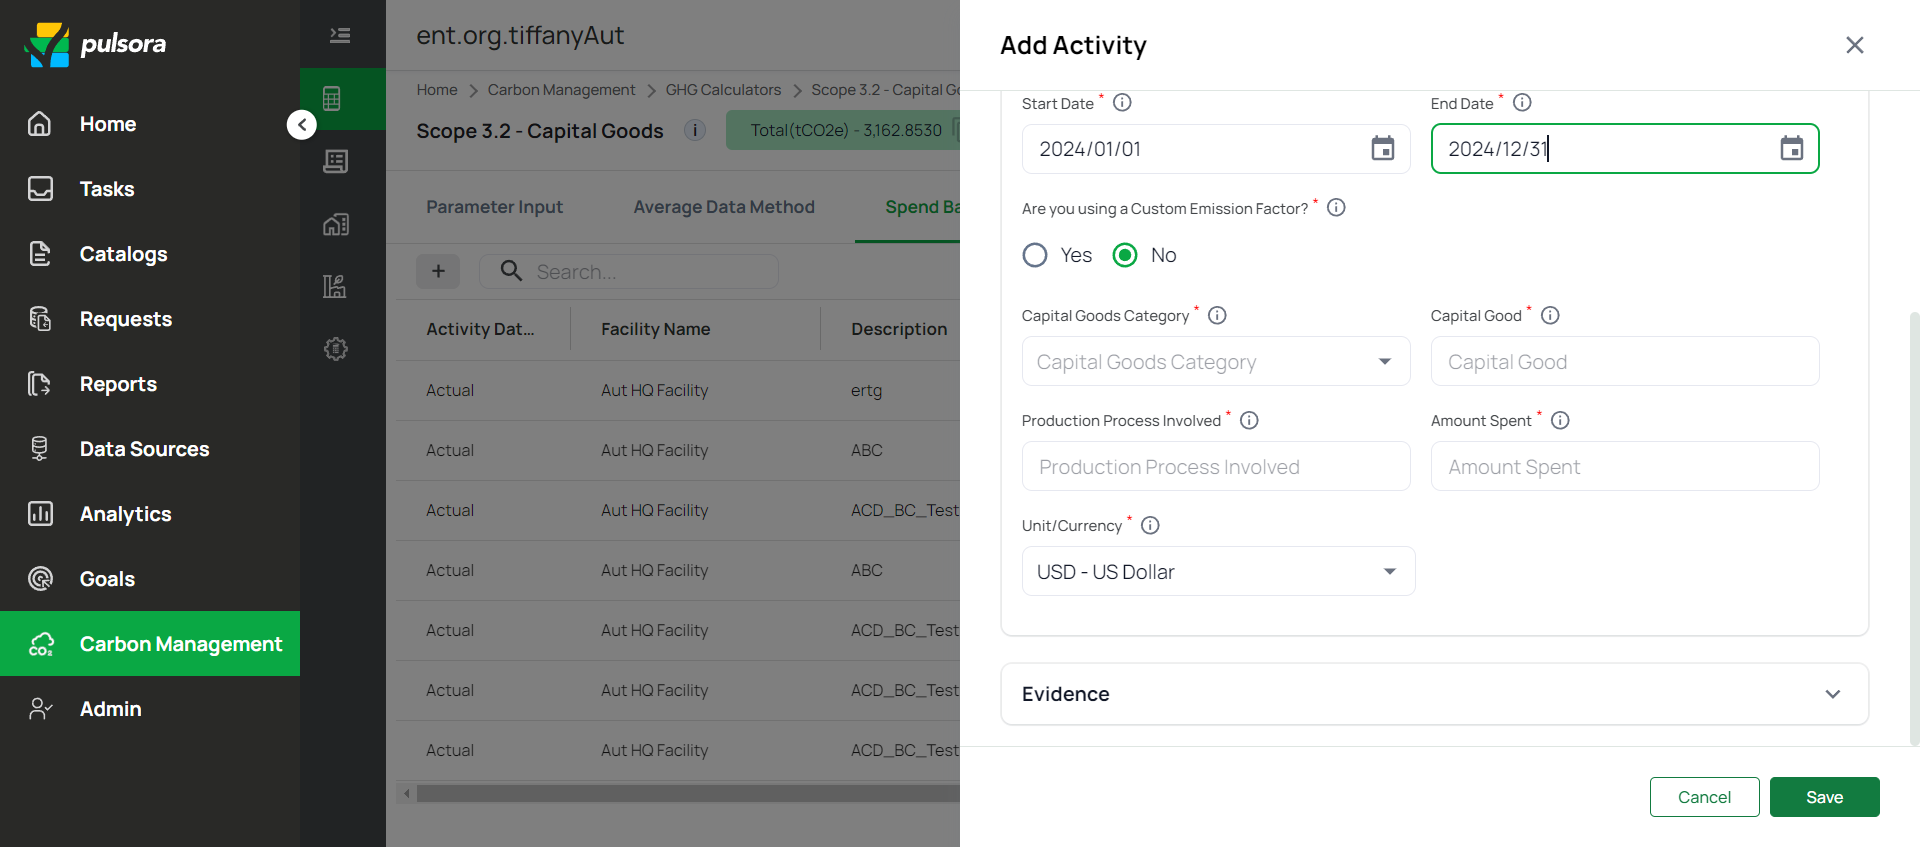 pulsora
Home
Tasks
Catalogs
Requests
Reports
Data Sources
Analytics
Goals
Carbon Management
Admin
ent.org.tiffanyAut
Home > Carbon Management > GHG Calculators > Scope 3.2 - Capital Go
Scope 3.2 - Capital Goods
Total(tCO2e) - 3,162.8530
Parameter Input
Average Data Method
Spend Ba
+ Search...
Activity Dat... Facility Name Description
Actual Aut HQ Facility ertg
Actual Aut HQ Facility ABC
Actual Aut HQ Facility ACD_BC_Test
Actual Aut HQ Facility ABC
Actual Aut HQ Facility ACD_BC_Test
Actual Aut HQ Facility ACD_BC_Test
Actual Aut HQ Facility ACD_BC_Test
Add Activity
Start Date * End Date *
2024/01/01 2024/12/31
Are you using a Custom Emission Factor? *
Yes No
Capital Goods Category * Capital Good *
Capital Goods Category Capital Good
Production Process Involved * Amount Spent *
Production Process Involved Amount Spent
Unit/Currency *
USD - US Dollar
Evidence
Cancel Save